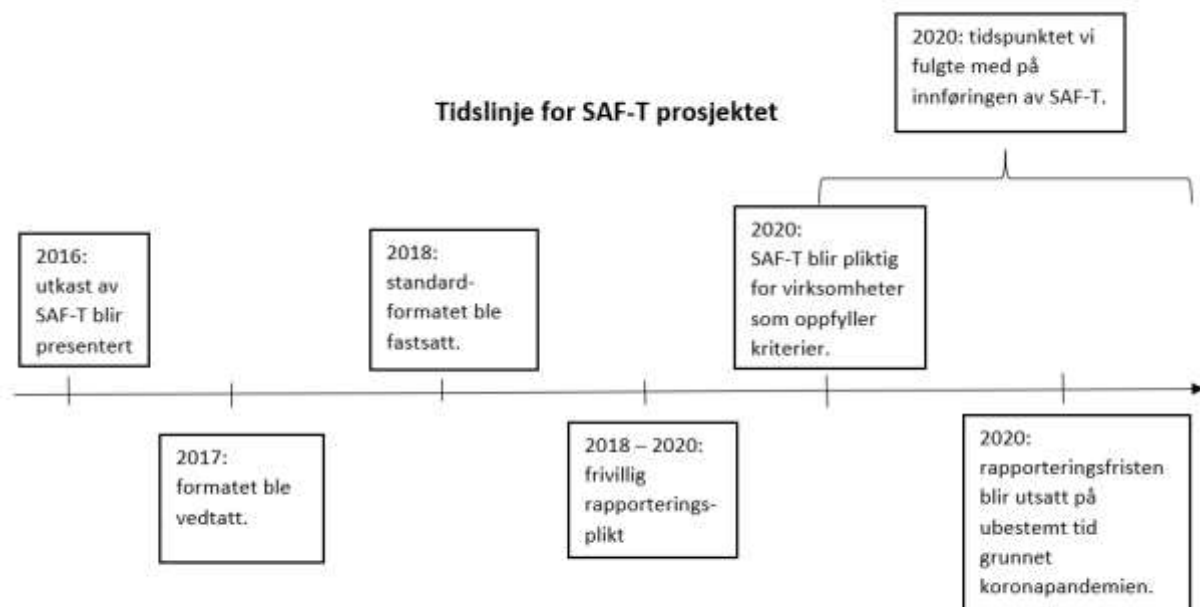 2020: tidspunktet vi
fulgte med på
innføringen av SAF-T.
Tidslinje for SAF-T prosjektet
2016:
utkast av
SAF-T blir
presentert
2018:
standard-
formatet ble
fastsatt.
2020:
SAF-T blir pliktig
for virksomheter
som oppfyller
kriterier.
2017:
formatet ble
vedtatt.
2018 – 2020:
frivillig
rapporterings-
plikt
2020:
rapporteringsfristen
blir utsatt på
ubestemt tid
grunnet
koronapandemien.